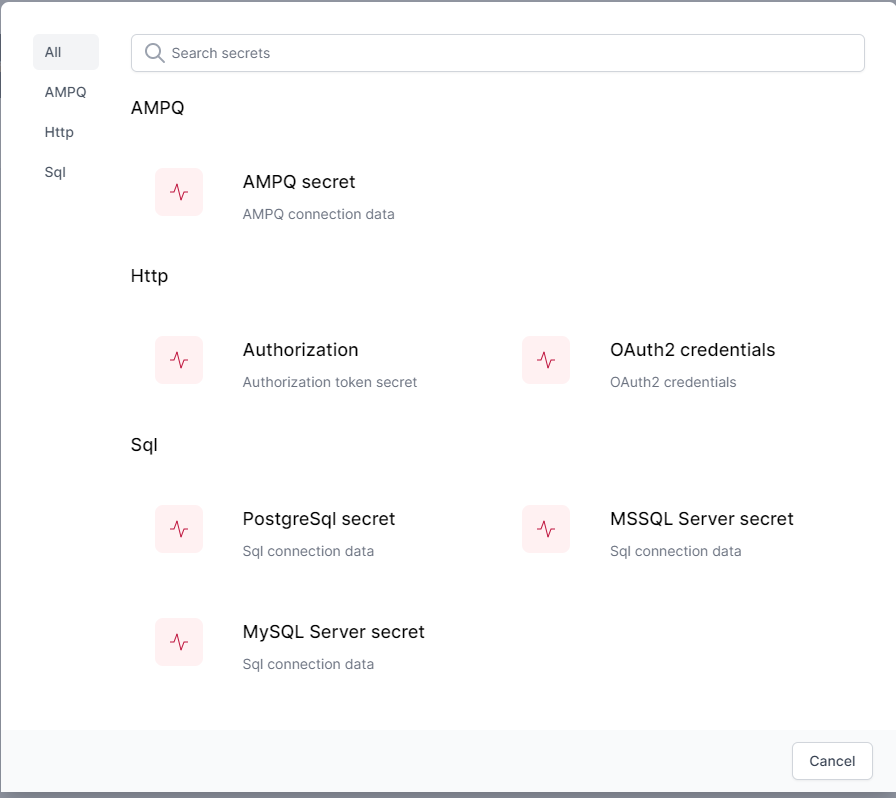 All
AMPQ
Http
Sql
Search secrets
AMPQ
AMPQ secret
AMPQ connection data
Http
Authorization
Authorization token secret
OAuth2 credentials
OAuth2 credentials
Sql
PostgreSql secret
Sql connection data
MSSQL Server secret
Sql connection data
MySQL Server secret
Sql connection data
Cancel